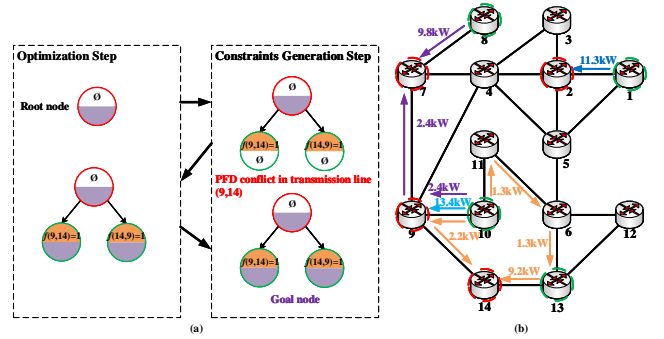 Optimization Step
Root node
Ø
Ø
f(9,14)=1
f(14,9)=1
Constraints Generation Step
Ø
f(9,14)=1
f(14,9)=1
Ø
Ø
PFD conflict in transmission line
(9,14)
Ø
f(9,14)=1
f(14,9)=1
Goal node
(a)
9.8kW
8
3
11.3kW
7
4
2
1
2.4kW
11
5
2.4kW
1.3kW
13.4kW
9
10
6
12
2.2kW
1.3kW
9.2kW
14
13
(b)